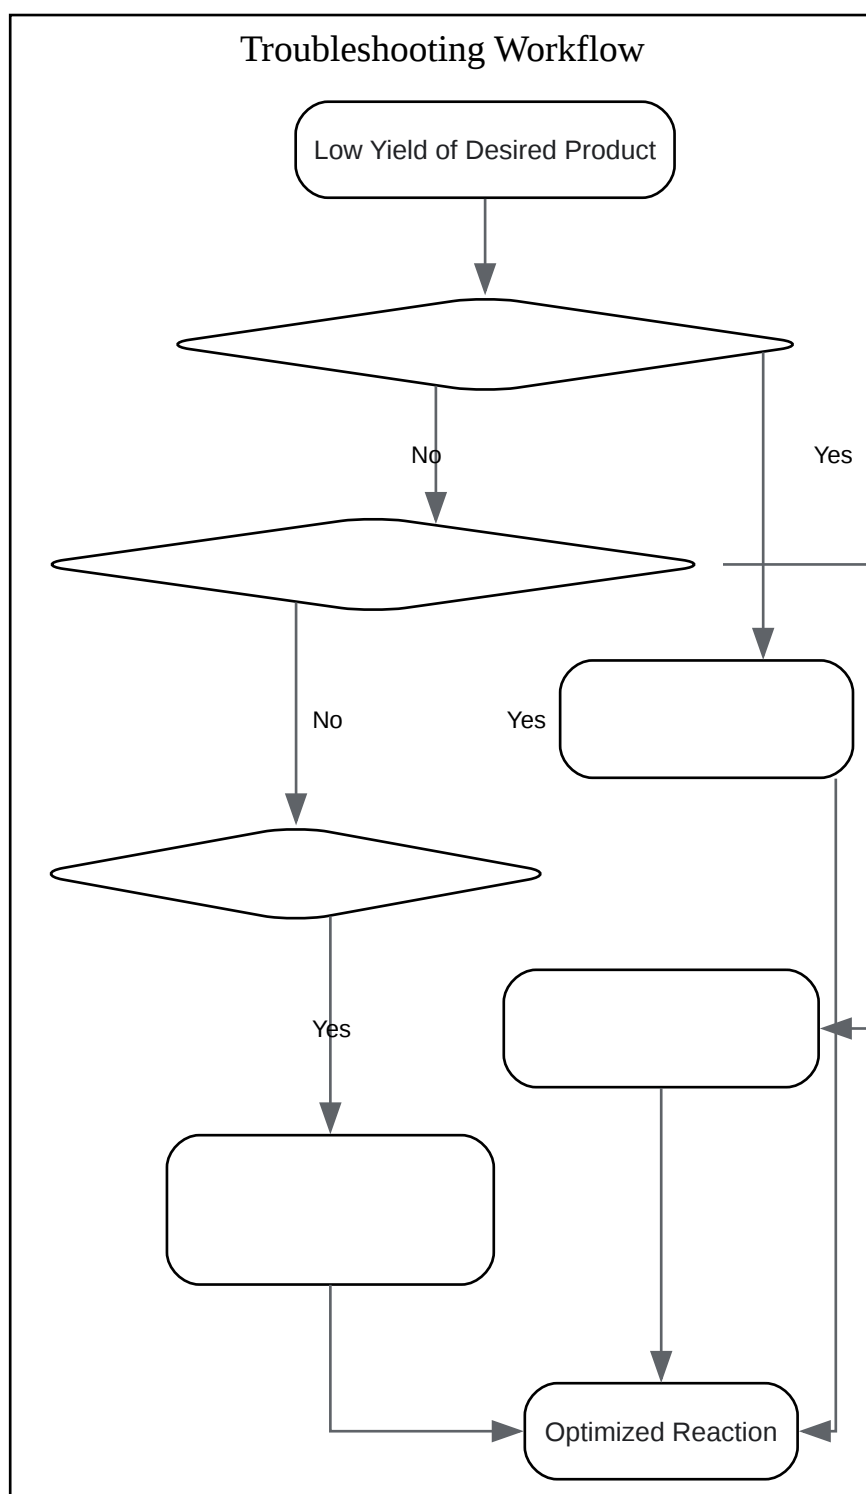 Troubleshooting Workflow
Low Yield of Desired Product
No
Yes
No
Yes
Yes
Optimized Reaction